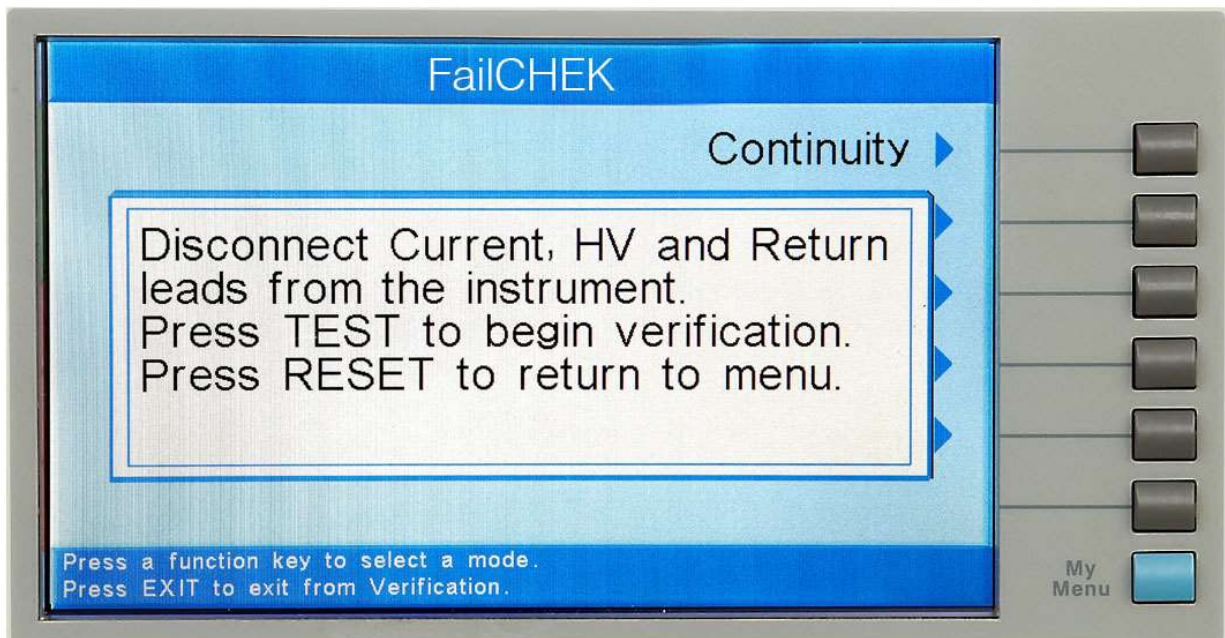 FailCHEK
Continuity
Disconnect Current, HV and Return
leads from the instrument.
Press TEST to begin verification.
Press RESET to return to menu.
Press a function key to select a mode.
Press EXIT to exit from Verification.
My
Menu